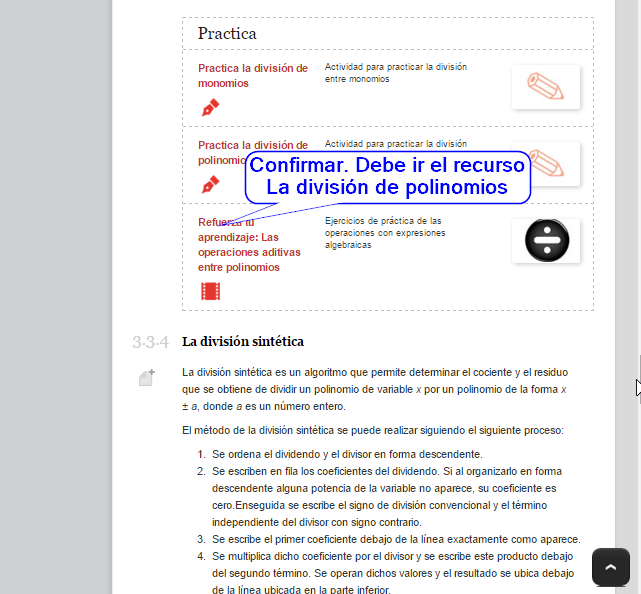 Practica
Practica la división de
monomios
Actividad para practicar la división
entre monomios
Practica la división de
Actividad para practicar la división
Confirmar. Debe ir el recurso
La división de polinomios
Refuerza tu
aprendizaje: Las
operaciones aditivas
entre polinomios
Ejercicios de práctica de las
operaciones con expresiones
algebraicas
3.3.4 La división sintética
La división sintética es un algoritmo que permite determinar el cociente y el residuo
que se obtiene de dividir un polinomio de variable x por un polinomio de la forma x
± a, donde a es un número entero.
El método de la división sintética se puede realizar siguiendo el siguiente proceso:
1. Se ordena el dividendo y el divisor en forma descendente.
2. Se escriben en fila los coeficientes del dividendo. Si al organizarlo en forma
descendente alguna potencia de la variable no aparece, su coeficiente es
cero.Enseguida se escribe el signo de división convencional y el término
independiente del divisor con signo contrario.
3. Se escribe el primer coeficiente debajo de la línea exactamente como aparece.
4. Se multiplica dicho coeficiente por el divisor y se escribe este producto debajo
del segundo término. Se operan dichos valores y el resultado se ubica debajo
de la línea ubicada en la parte inferior.